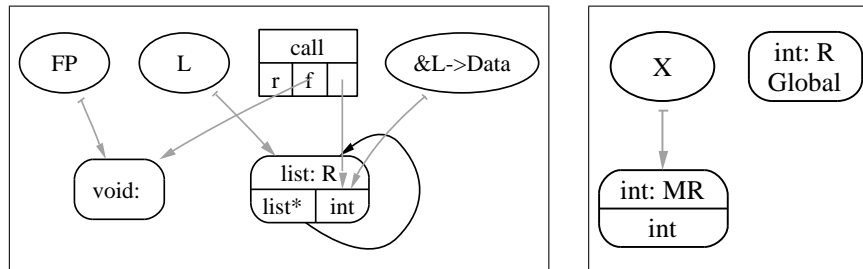 FP
L
call
r f
&L->Data
void:
list: R
list* int
X
int: R
Global
int: MR
int